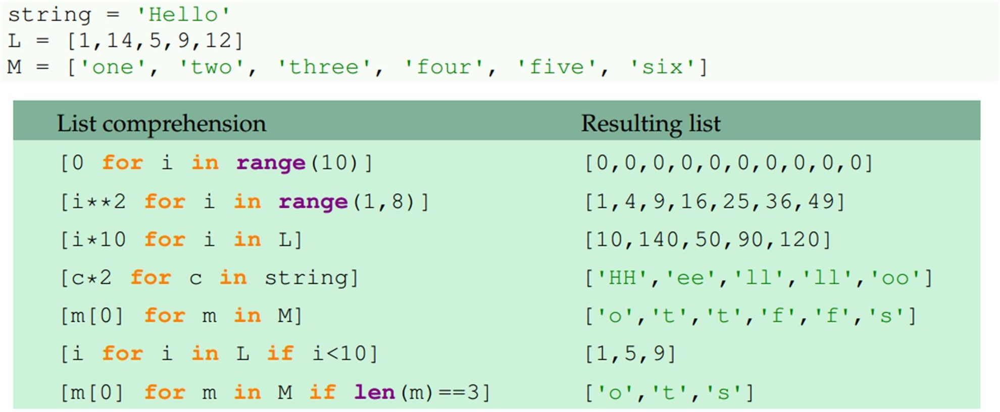 string = 'Hello'
L = [1,14,5,9,12]
M = ['one', 'two', 'three', 'four', 'five', 'six']
List comprehension Resulting list
[0 for i in range(10)] [0,0,0,0,0,0,0,0,0,0]
[i**2 for i in range(1,8)] [1,4,9,16,25,36,49]
[i*10 for i in L] [10,140,50,90,120]
[c*2 for c in string] ['HH','ee','ll','ll','oo']
[m[0] for m in M] ['o','t','t','f','f','s']
[i for i in L if i<10] [1,5,9]
[m[0] for m in M if len(m)==3] ['o','t','s']